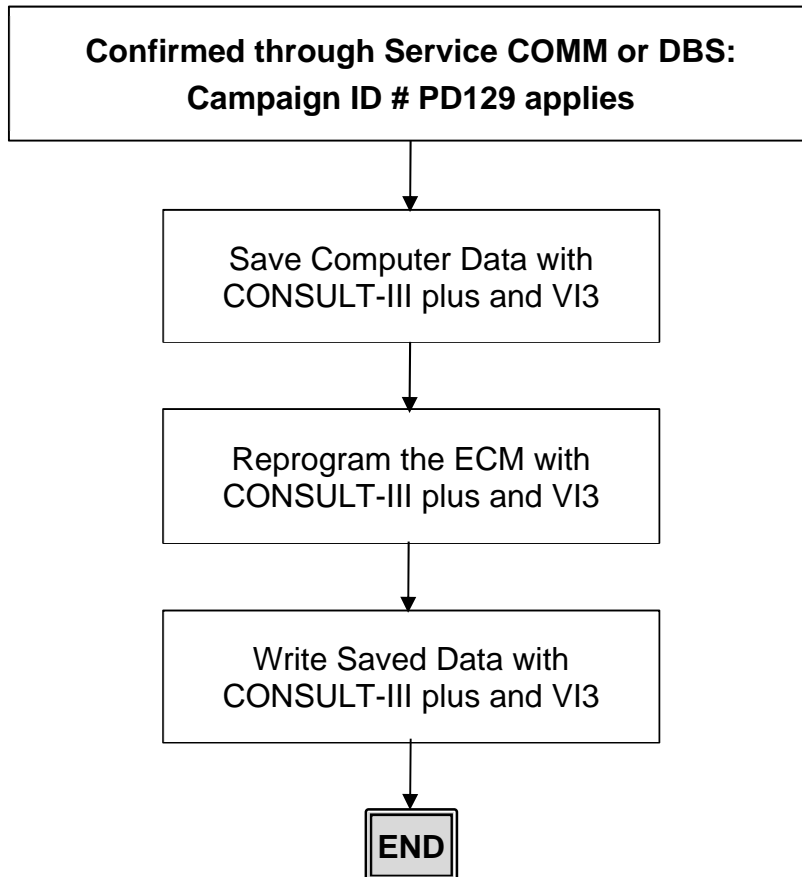 Confirmed through Service COMM or DBS:
Campaign ID # PD129 applies
Save Computer Data with
CONSULT-III plus and VI3
Reprogram the ECM with
CONSULT-III plus and VI3
Write Saved Data with
CONSULT-III plus and VI3
END